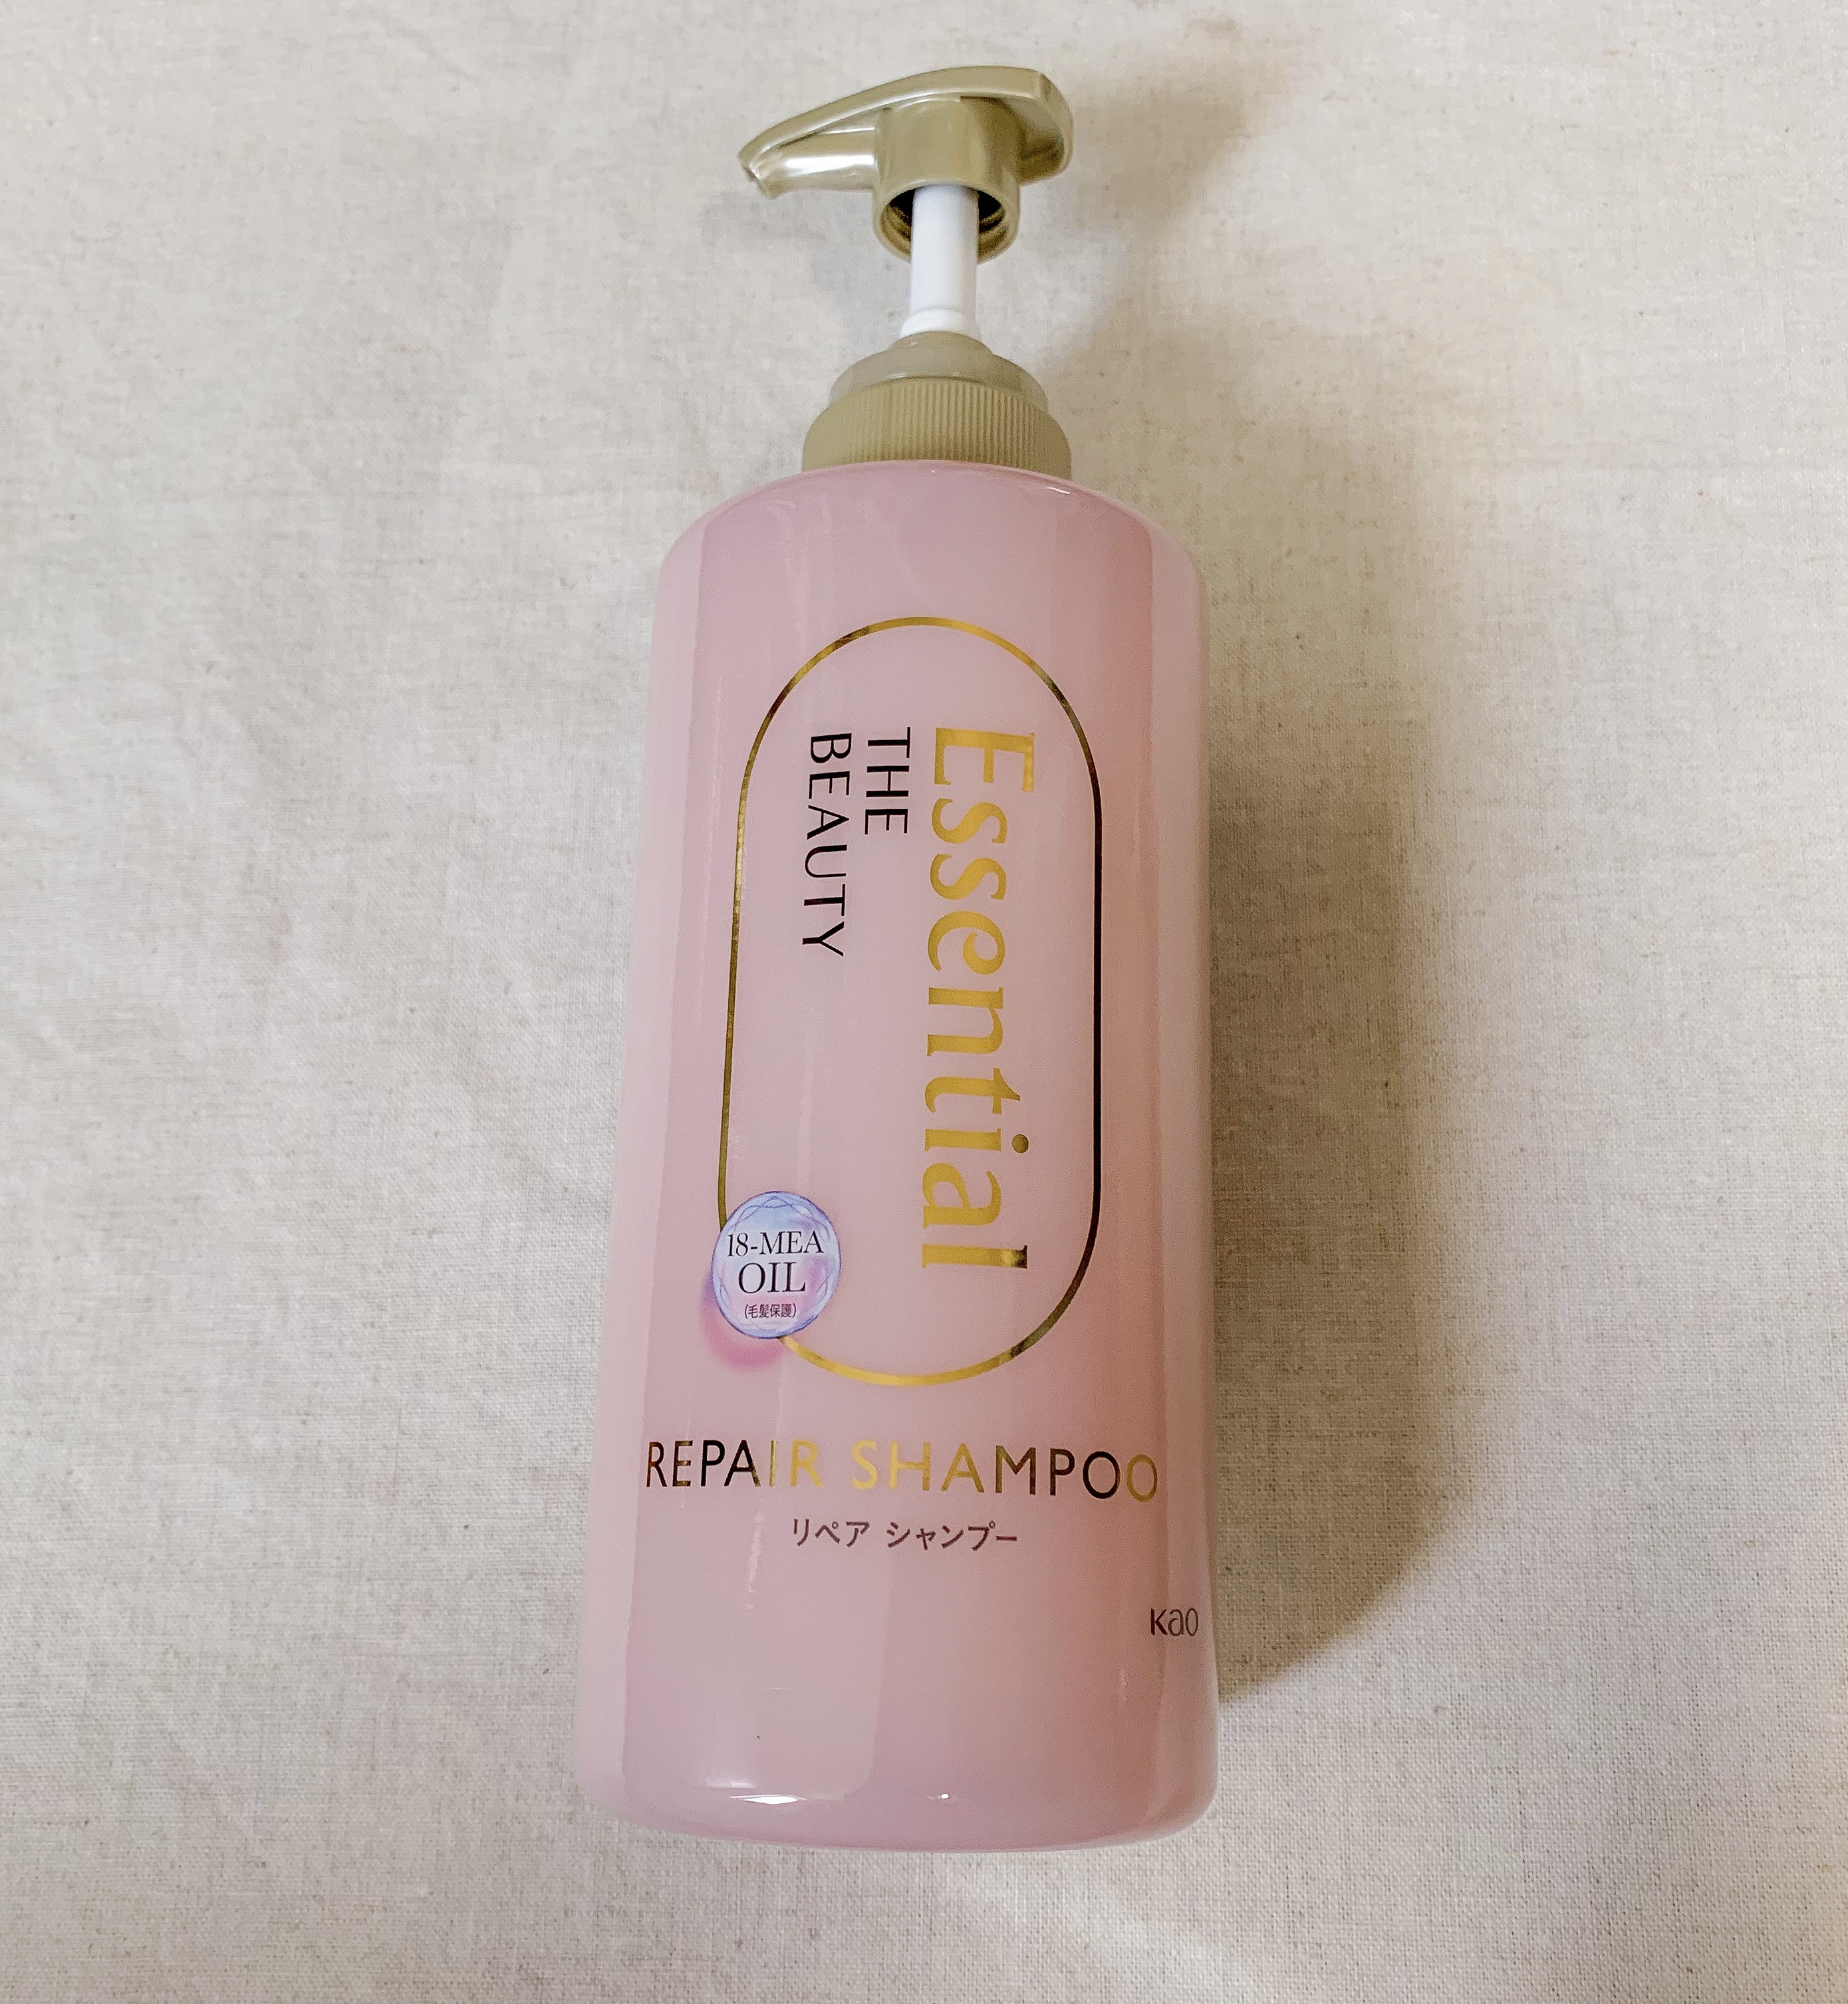 Essential
THE
BEAUTY
18-MEA
OIL
(毛髪保護)
REPAIR SHAMPOO
リペア シャンプー
Kao